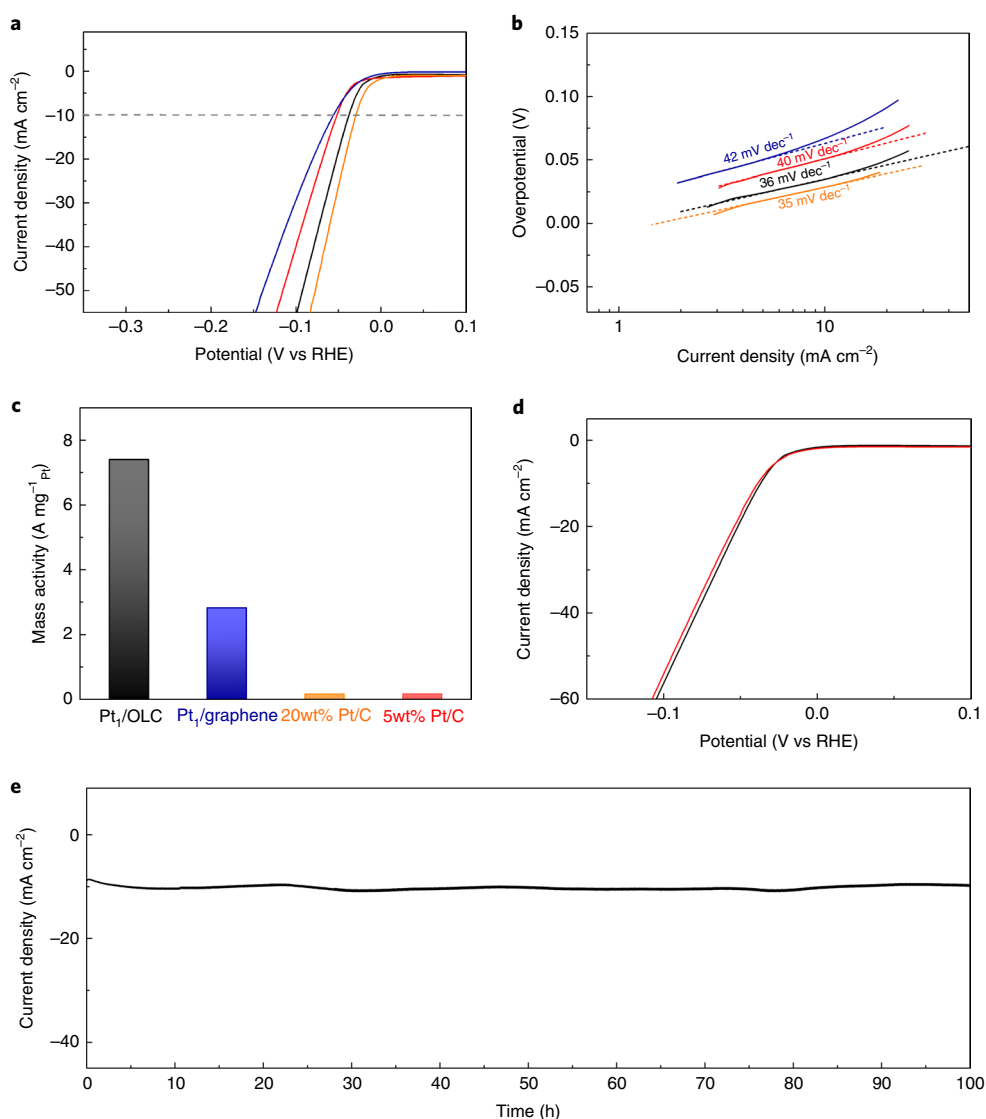 a
0
−10
−20
−30
−40
−50
−0.3
−0.2
−0.1
0.0
0.1
Current density (mA cm⁻²)
Potential (V vs RHE)
b
0.15
0.10
0.05
0.00
−0.05
1
10
Overpotential (V)
Current density (mA cm⁻²)
42 mV dec⁻¹
40 mV dec⁻¹
36 mV dec⁻¹
35 mV dec⁻¹
c
8
6
4
2
0
Mass activity (A mg⁻¹Pt)
Pt₁/OLC
Pt₁/graphene
20wt% Pt/C
5wt% Pt/C
d
0
−20
−40
−60
−0.1
0.0
0.1
Current density (mA cm⁻²)
Potential (V vs RHE)
e
0
−20
−40
0
10
20
30
40
50
60
70
80
90
100
Current density (mA cm⁻²)
Time (h)